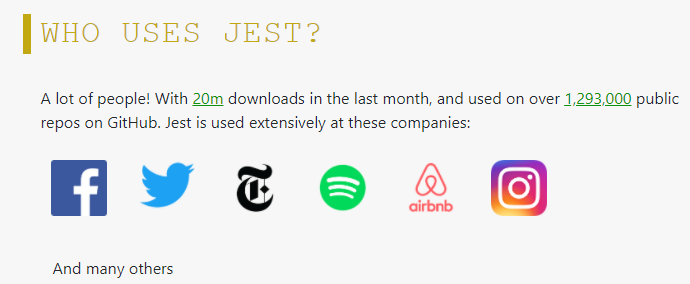 WHO USES JEST?
A lot of people! With 20m downloads in the last month, and used on over 1,293,000 public
repos on GitHub. Jest is used extensively at these companies:
airbnb
And many others